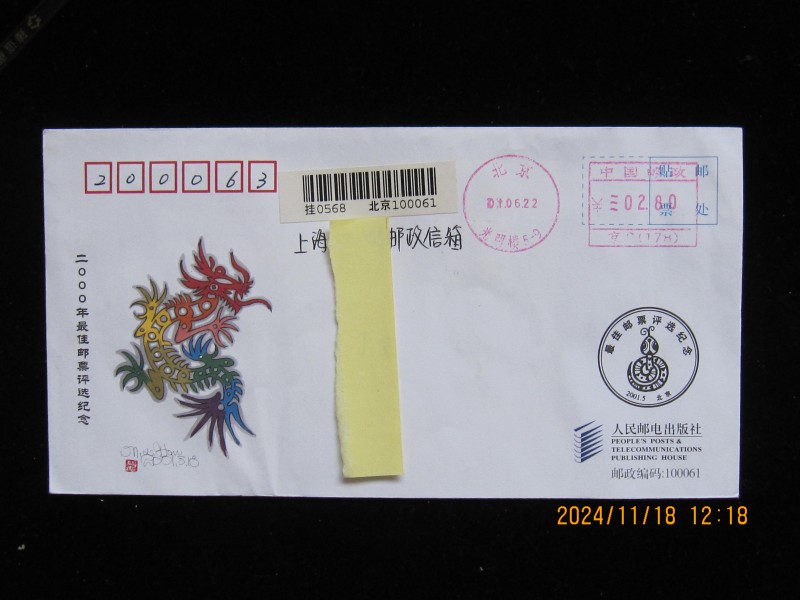 200063
挂0568 北京100061
上海
邮政信箱
北京
01.06.22
中国邮政
0280
贴 邮
票 处
二000年最佳邮票评选纪念
最佳邮票评选纪念
2001.5 北京
人民邮电出版社
PEOPLE'S POSTS &
TELECOMMUNICATIONS
PUBLISHING HOUSE
邮政编码:100061
2024/11/18 12:18